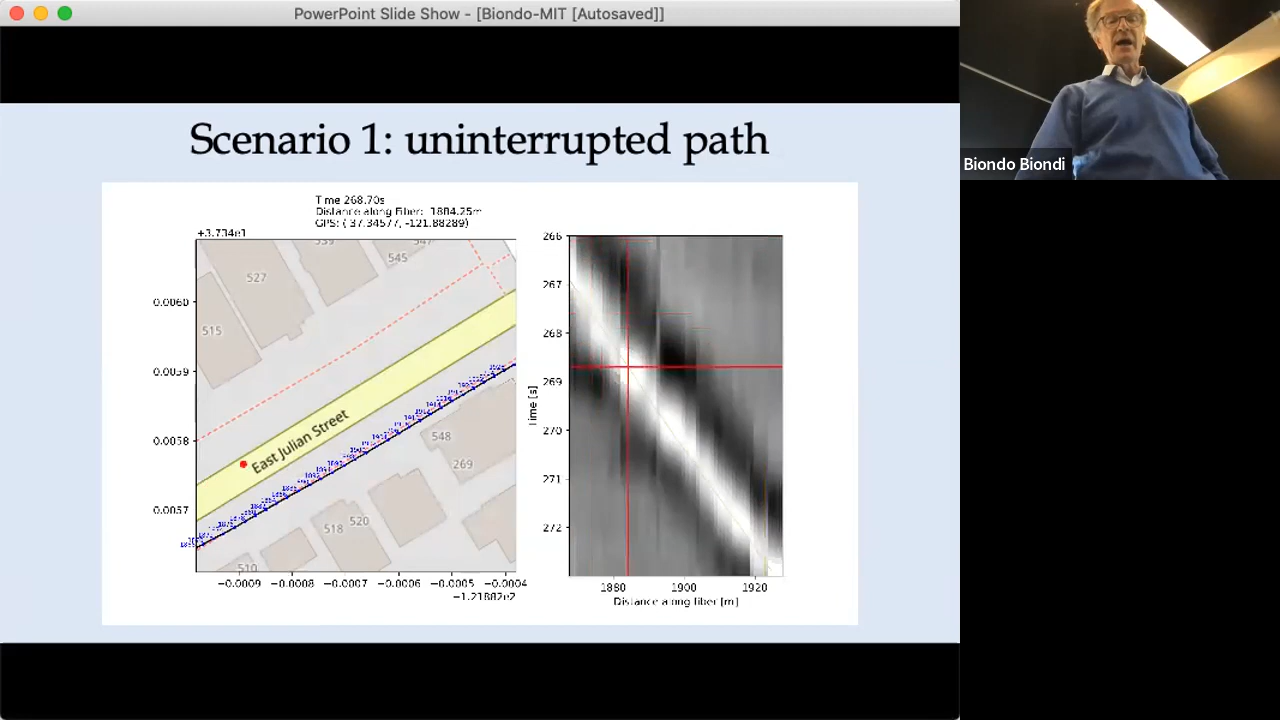 PowerPoint Slide Show - [Biondo-MIT [Autosaved]]
Biondo Biondi
Scenario 1: uninterrupted path
Time 268.70s
Distance along Fiber: 1884.25m
GPS: ( 37.34577, -121.88289)
+3.734e1
0.0060
0.0059
0.0058
0.0057
539
547
545
527
515
East Julian Street
548
269
520
518
510
−0.0009 −0.0008 −0.0007 −0.0006 −0.0005 −0.0004
−1.21882e2
266
267
268
269
270
271
272
Time [s]
1880 1900 1920
Distance along fiber [m]